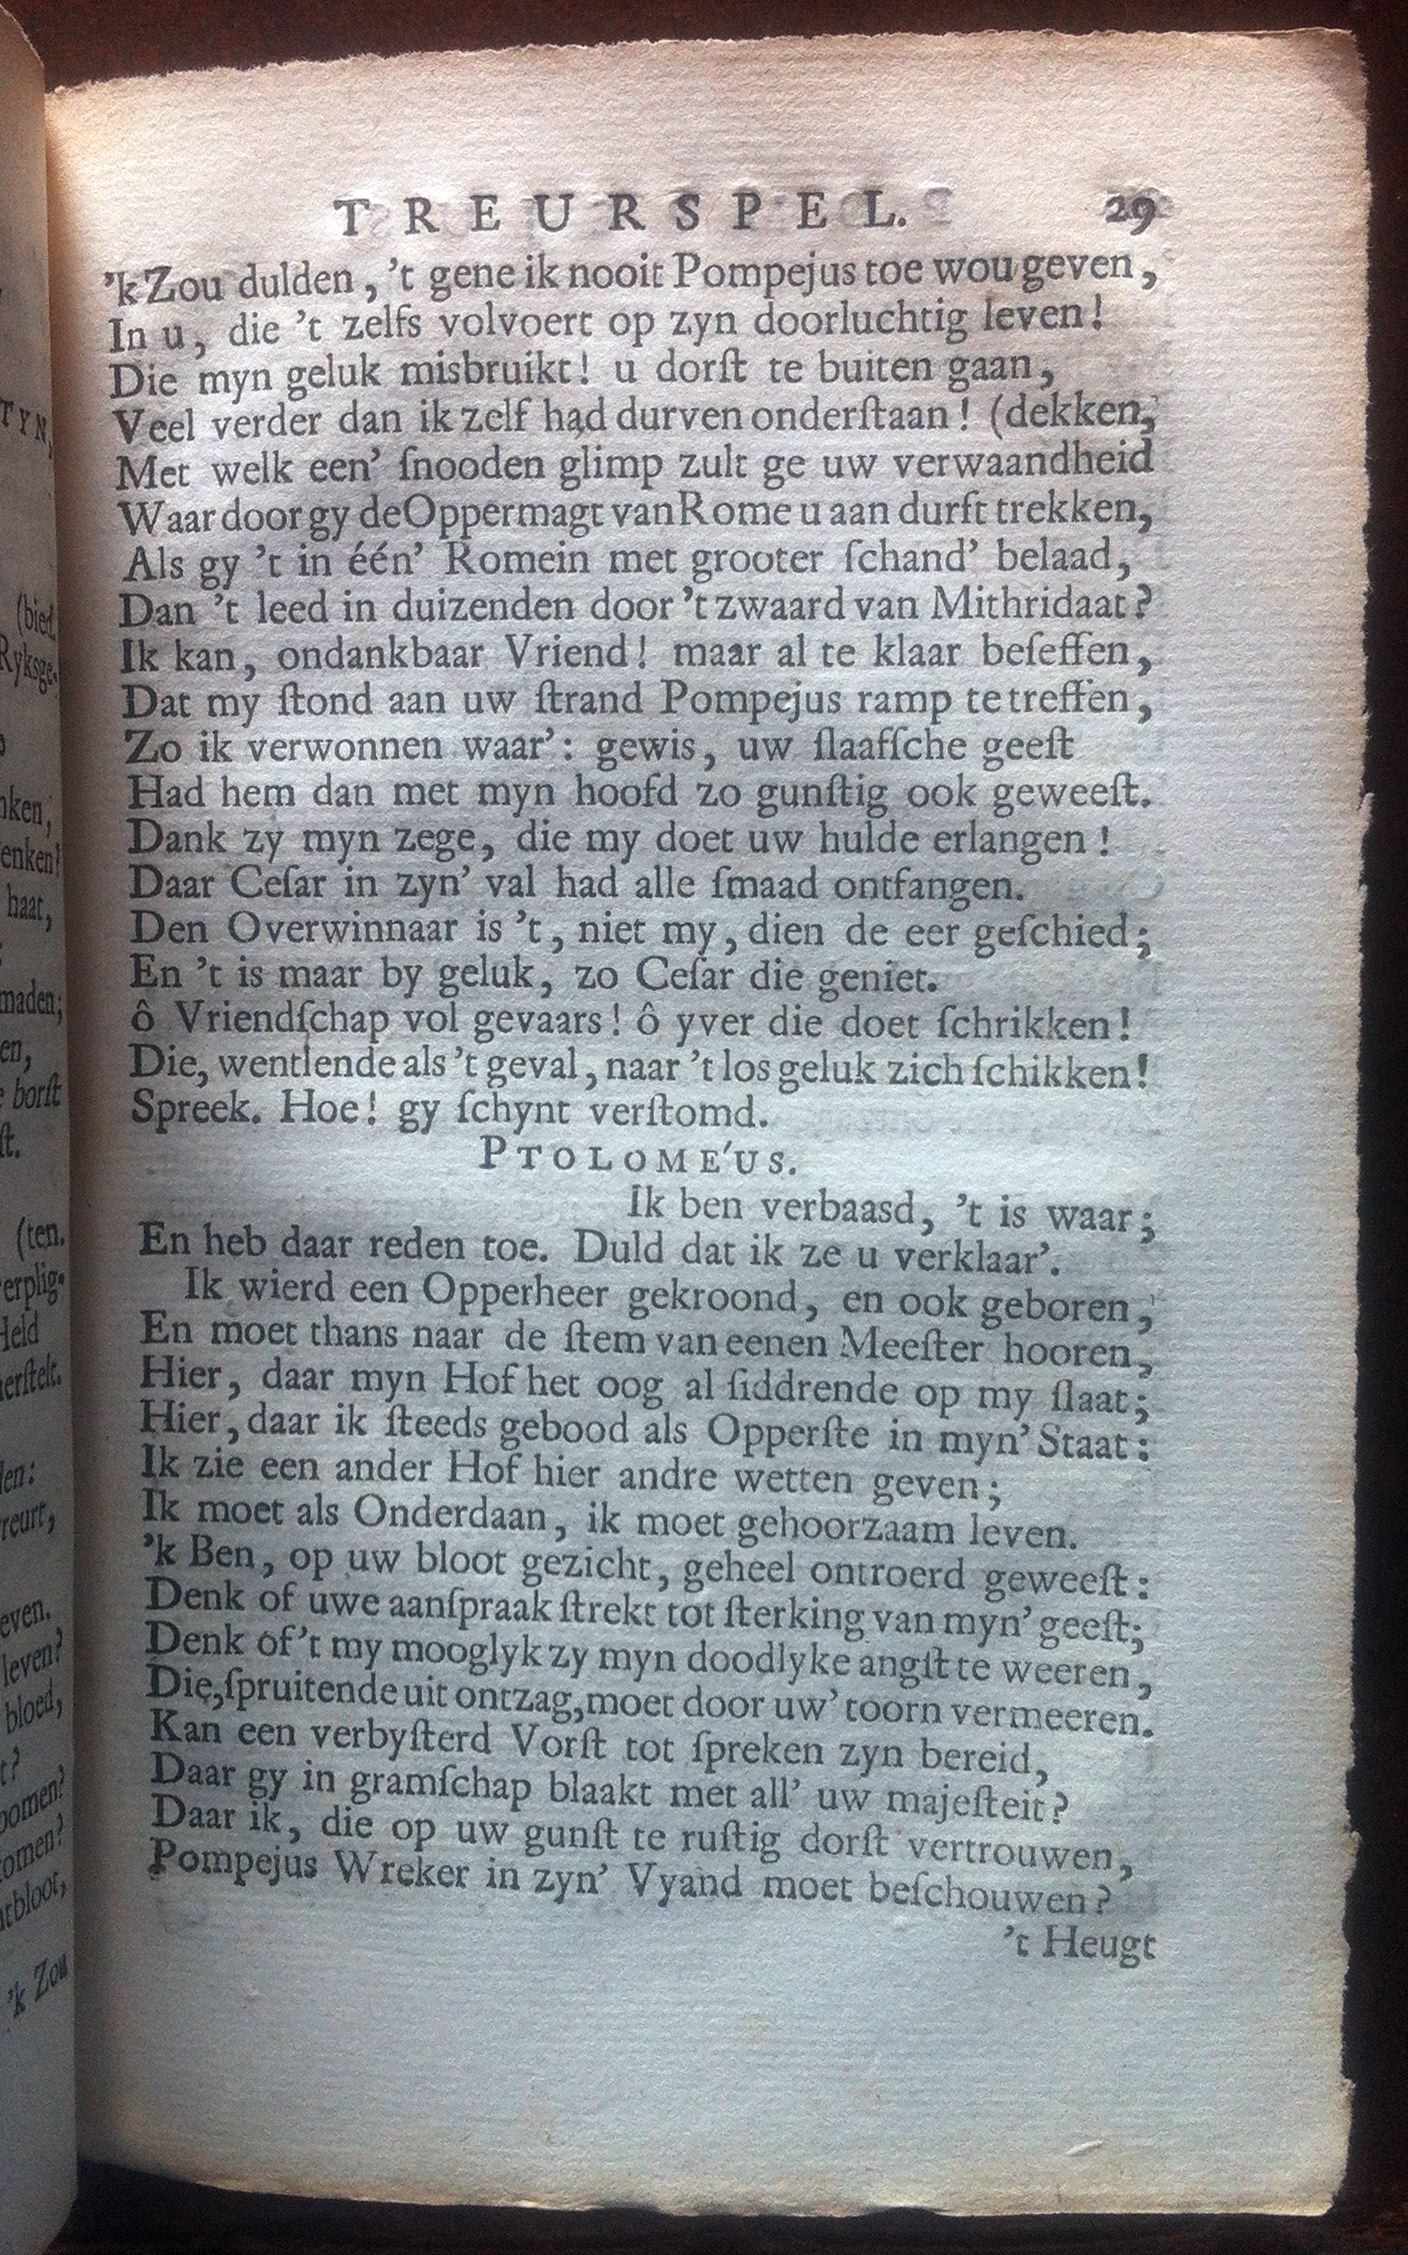 TREURSPEL. 29
'k Zou dulden, 't gene ik nooit Pompejus toe wou geven,
In u, die 't zelfs volvoert op zyn doorluchtig leven!
Die myn geluk misbruikt! u dorſt te buiten gaan,
Veel verder dan ik zelf had durven onderſtaan! (dekken,
Met welk een' ſnooden glimp zult ge uw verwaandheid
Waar door gy de Oppermagt van Rome u aan durſt trekken,
Als gy 't in één' Romein met grooter ſchand' belaad,
Dan 't leed in duizenden door 't zwaard van Mithridaat?
Ik kan, ondankbaar Vriend! maar al te klaar beſeffen,
Dat my ſtond aan uw ſtrand Pompejus ramp te treffen,
Zo ik verwonnen waar': gewis, uw ſlaafſche geeſt
Had hem dan met myn hoofd zo gunſtig ook geweeſt.
Dank zy myn zege, die my doet uw hulde erlangen!
Daar Ceſar in zyn' val had alle ſmaad ontfangen.
Den Overwinnaar is 't, niet my, dien de eer geſchied;
En 't is maar by geluk, zo Ceſar die geniet.
ô Vriendſchap vol gevaars! ô yver die doet ſchrikken!
Die, wentlende als 't geval, naar 't los geluk zich ſchikken!
Spreek. Hoe! gy ſchynt verſtomd.
PTOLOME'US.
Ik ben verbaasd, 't is waar;
En heb daar reden toe. Duld dat ik ze u verklaar'.
Ik wierd een Opperheer gekroond, en ook geboren,
En moet thans naar de ſtem van eenen Meeſter hooren,
Hier, daar myn Hof het oog al ſiddrende op my ſlaat;
Hier, daar ik ſteeds gebood als Opperſte in myn' Staat:
Ik zie een ander Hof hier andre wetten geven;
Ik moet als Onderdaan, ik moet gehoorzaam leven.
'k Ben, op uw bloot gezicht, geheel ontroerd geweeſt:
Denk of uwe aanſpraak ſtrekt tot ſterking van myn' geeſt;
Denk of 't my mooglyk zy myn doodlyke angſt te weeren,
Die, ſpruitende uit ontzag, moet door uw' toorn vermeeren.
Kan een verbyſterd Vorſt tot ſpreken zyn bereid,
Daar gy in gramſchap blaakt met all' uw majeſteit?
Daar ik, die op uw gunſt te ruſtig dorſt vertrouwen,
Pompejus Wreker in zyn' Vyand moet beſchouwen?
't Heugt